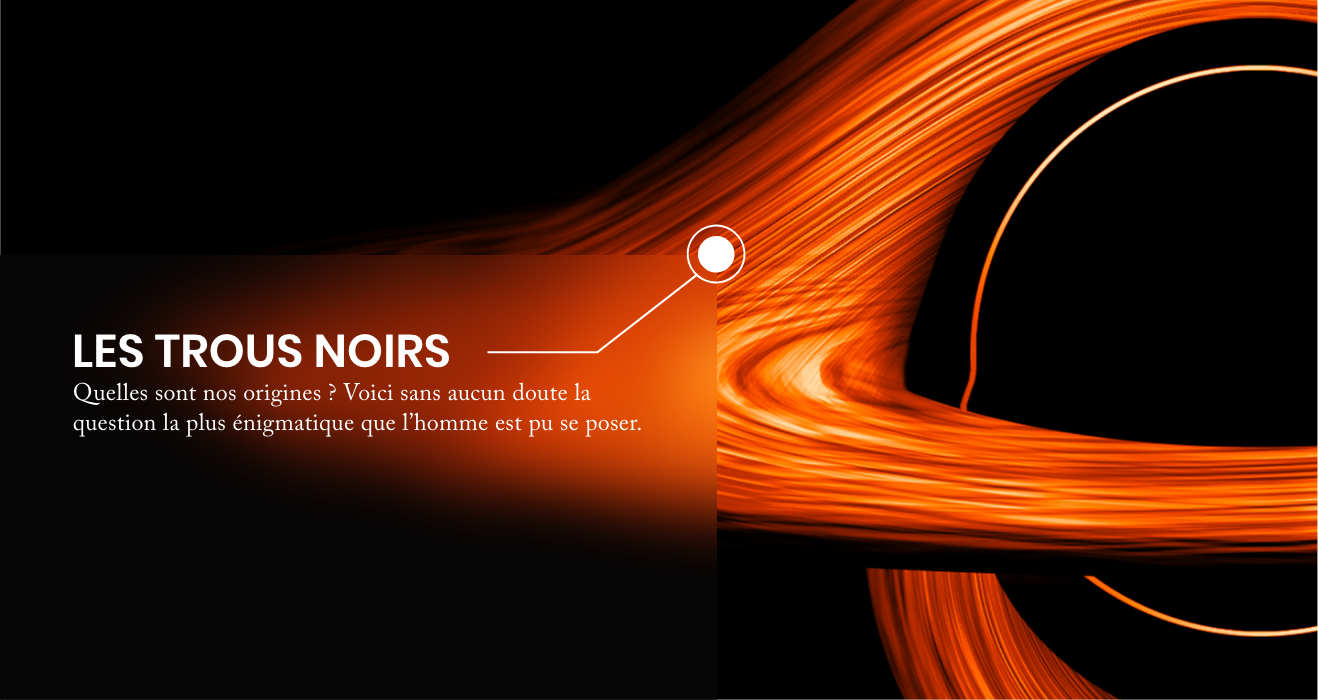 LES TROUS NOIRS
Quelles sont nos origines ? Voici sans aucun doute la
question la plus énigmatique que l’homme est pu se poser.